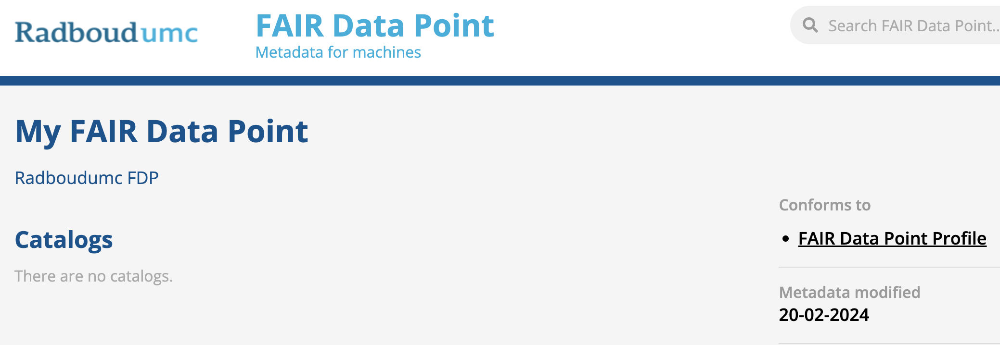 Radboudumc
FAIR Data Point
Metadata for machines
Search FAIR Data Point..
My FAIR Data Point
Radboudumc FDP
Conforms to
• FAIR Data Point Profile
Catalogs
There are no catalogs.
Metadata modified
20-02-2024